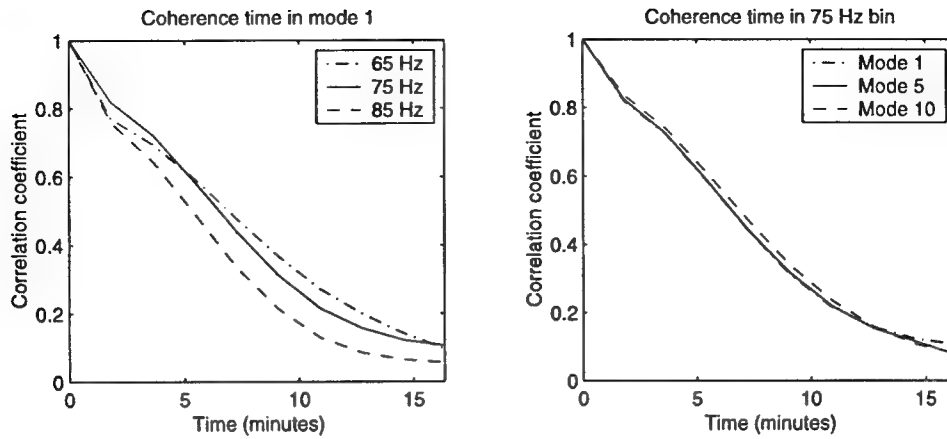 Coherence time in mode 1
1
0.8
0.6
0.4
0.2
0
Correlation coefficient
65 Hz
75 Hz
85 Hz
0
5
10
15
Time (minutes)
Coherence time in 75 Hz bin
1
0.8
0.6
0.4
0.2
0
Correlation coefficient
Mode 1
Mode 5
Mode 10
0
5
10
15
Time (minutes)